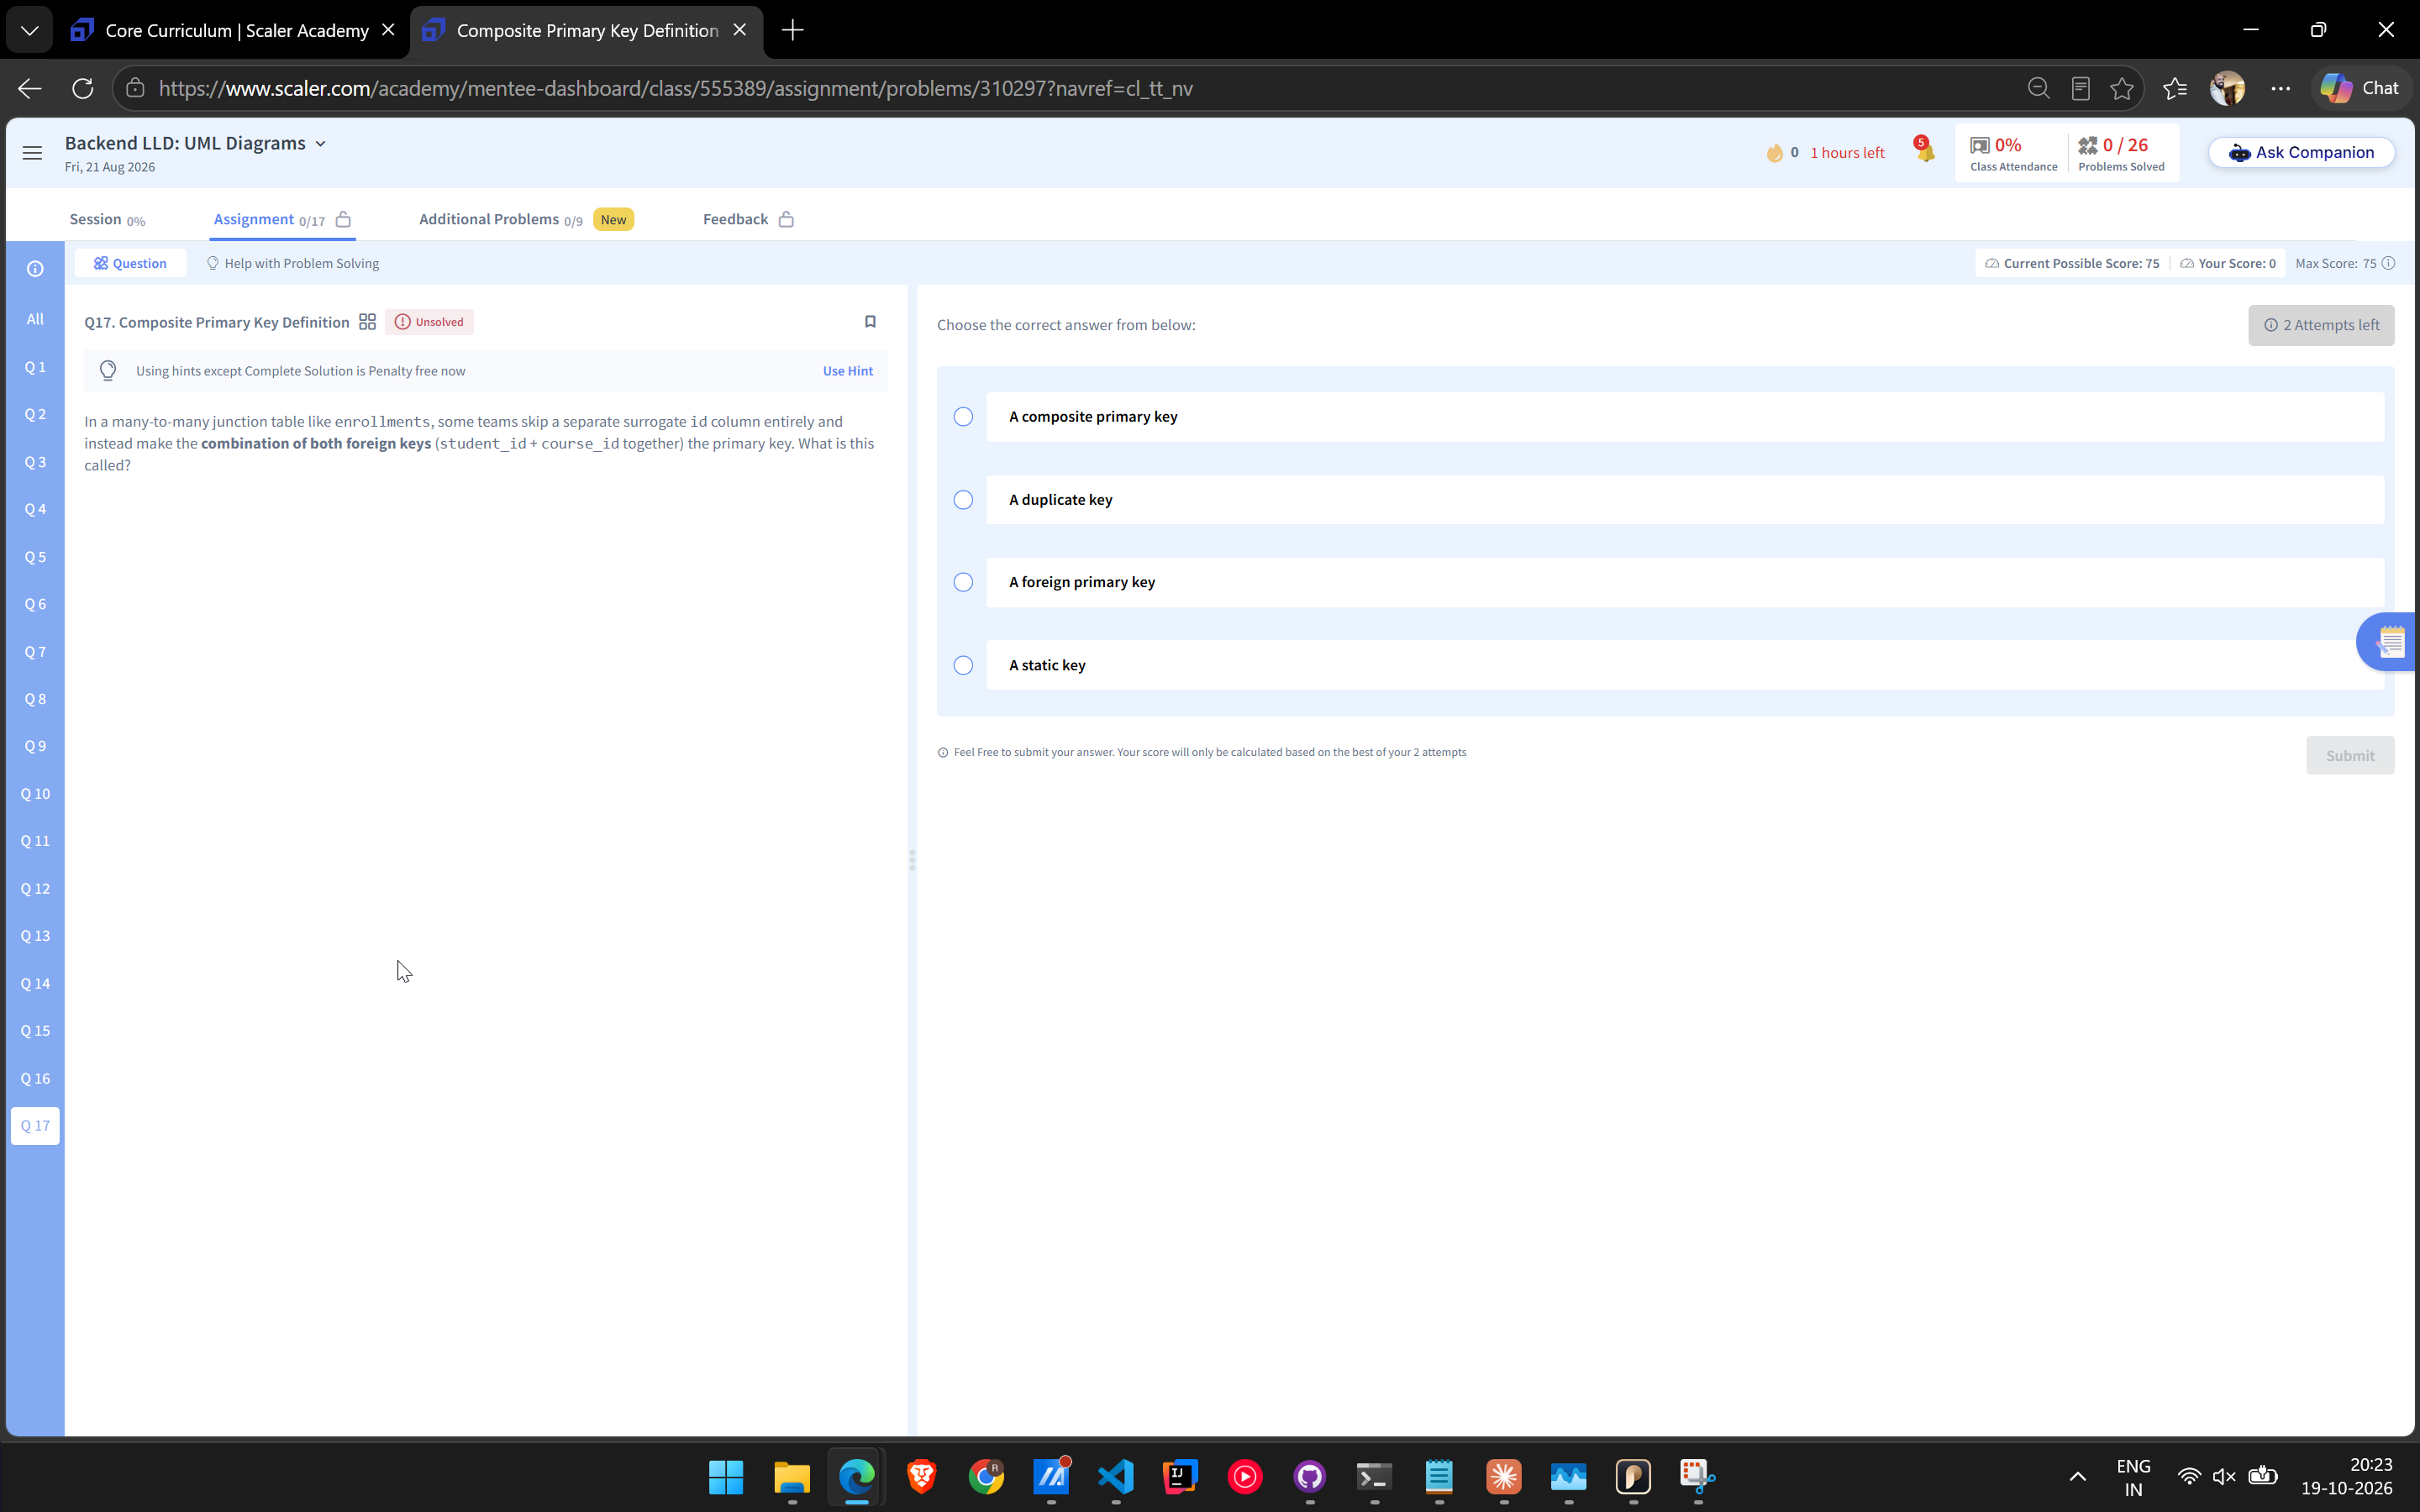 Core Curriculum | Scaler Academy
Composite Primary Key Definition
https://www.scaler.com/academy/mentee-dashboard/class/555389/assignment/problems/310297?navref=cl_tt_nv
Chat
Backend LLD: UML Diagrams
Fri, 21 Aug 2026
0 1 hours left
5
0%
Class Attendance
0 / 26
Problems Solved
Ask Companion
Session 0%
Assignment 0/17
Additional Problems 0/9 New
Feedback
Question
Help with Problem Solving
Current Possible Score: 75
Your Score: 0
Max Score: 75
All
Q 1
Q 2
Q 3
Q 4
Q 5
Q 6
Q 7
Q 8
Q 9
Q 10
Q 11
Q 12
Q 13
Q 14
Q 15
Q 16
Q 17
Q17. Composite Primary Key Definition
Unsolved
Using hints except Complete Solution is Penalty free now
Use Hint
In a many-to-many junction table like enrollments, some teams skip a separate surrogate id column entirely and
instead make the combination of both foreign keys (student_id + course_id together) the primary key. What is this
called?
Choose the correct answer from below:
2 Attempts left
A composite primary key
A duplicate key
A foreign primary key
A static key
Feel Free to submit your answer. Your score will only be calculated based on the best of your 2 attempts
Submit
R
IJ
ENG
IN
20:23
19-10-2026